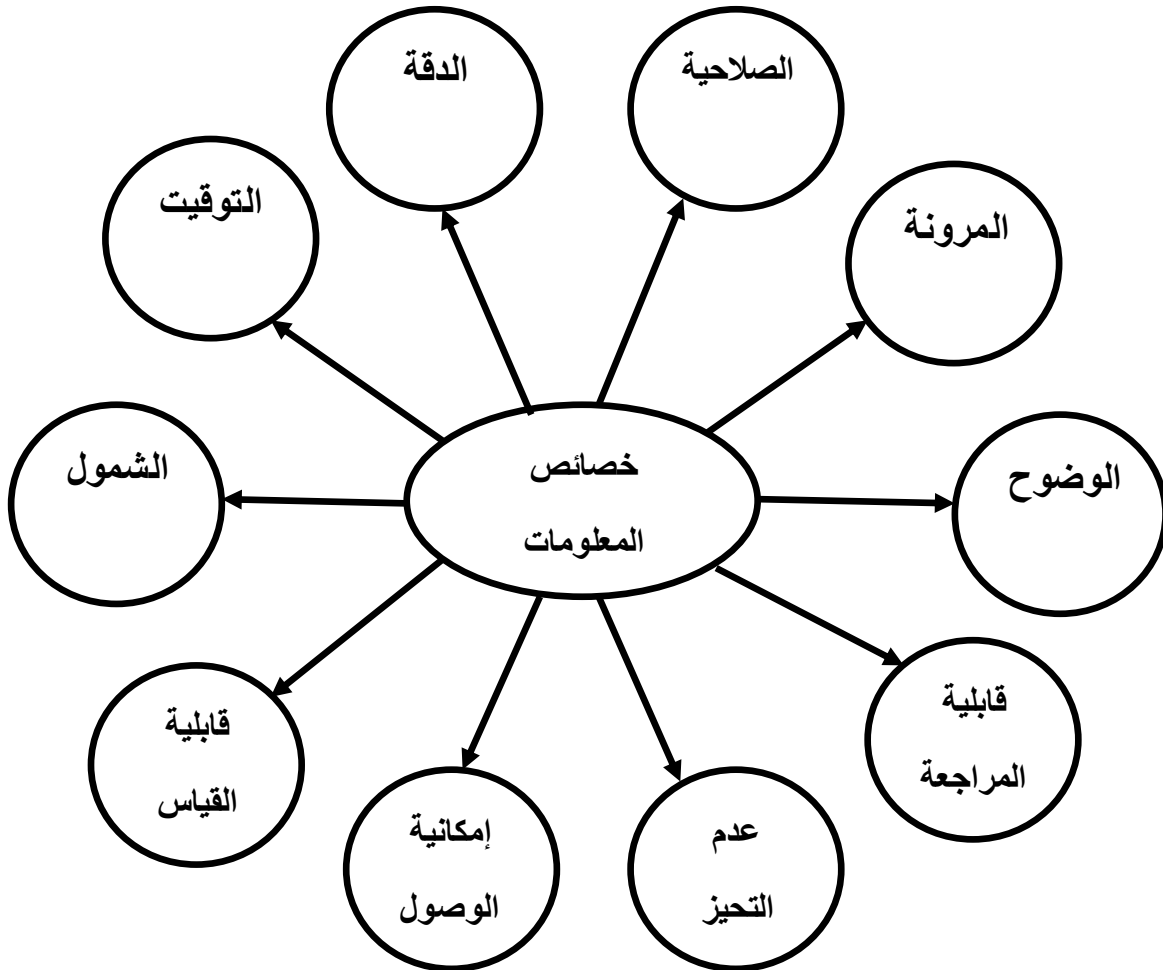 الصلاحية
الدقة
المرونة
التوقيت
الوضوح
خصائص
المعلومات
الشمول
قابلية
المراجعة
قابلية
القياس
عدم
التحيز
إمكانية
الوصول